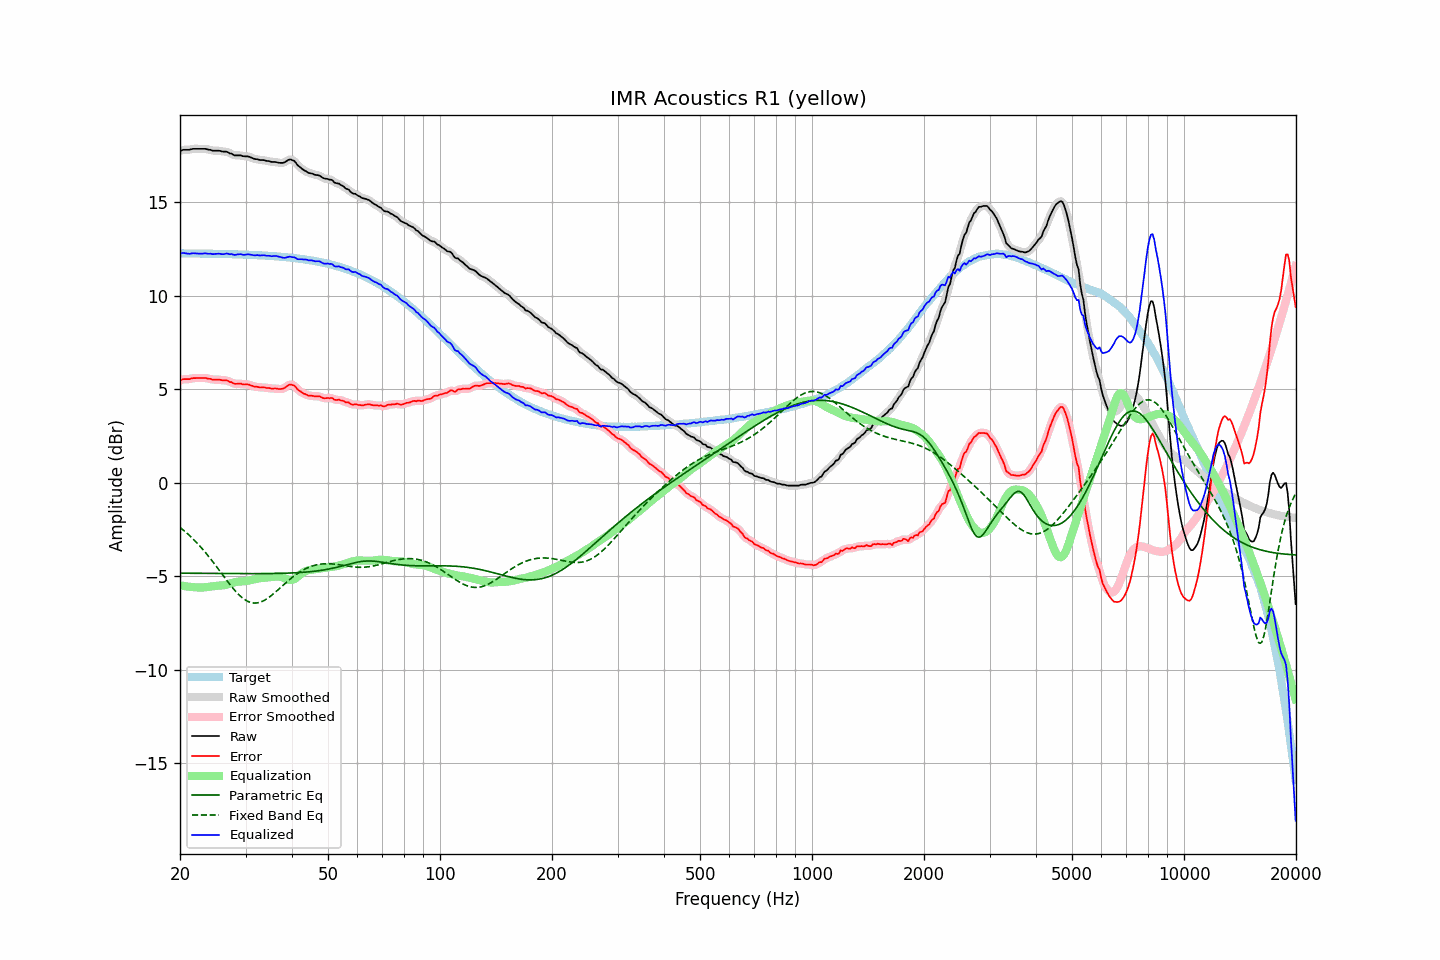 IMR Acoustics R1 (yellow)
Amplitude (dBr)
15
10
5
0
−5
−10
−15
Target
Raw Smoothed
Error Smoothed
Raw
Error
Equalization
Parametric Eq
Fixed Band Eq
Equalized
20 50 100 200 500 1000 2000 5000 10000 20000
Frequency (Hz)